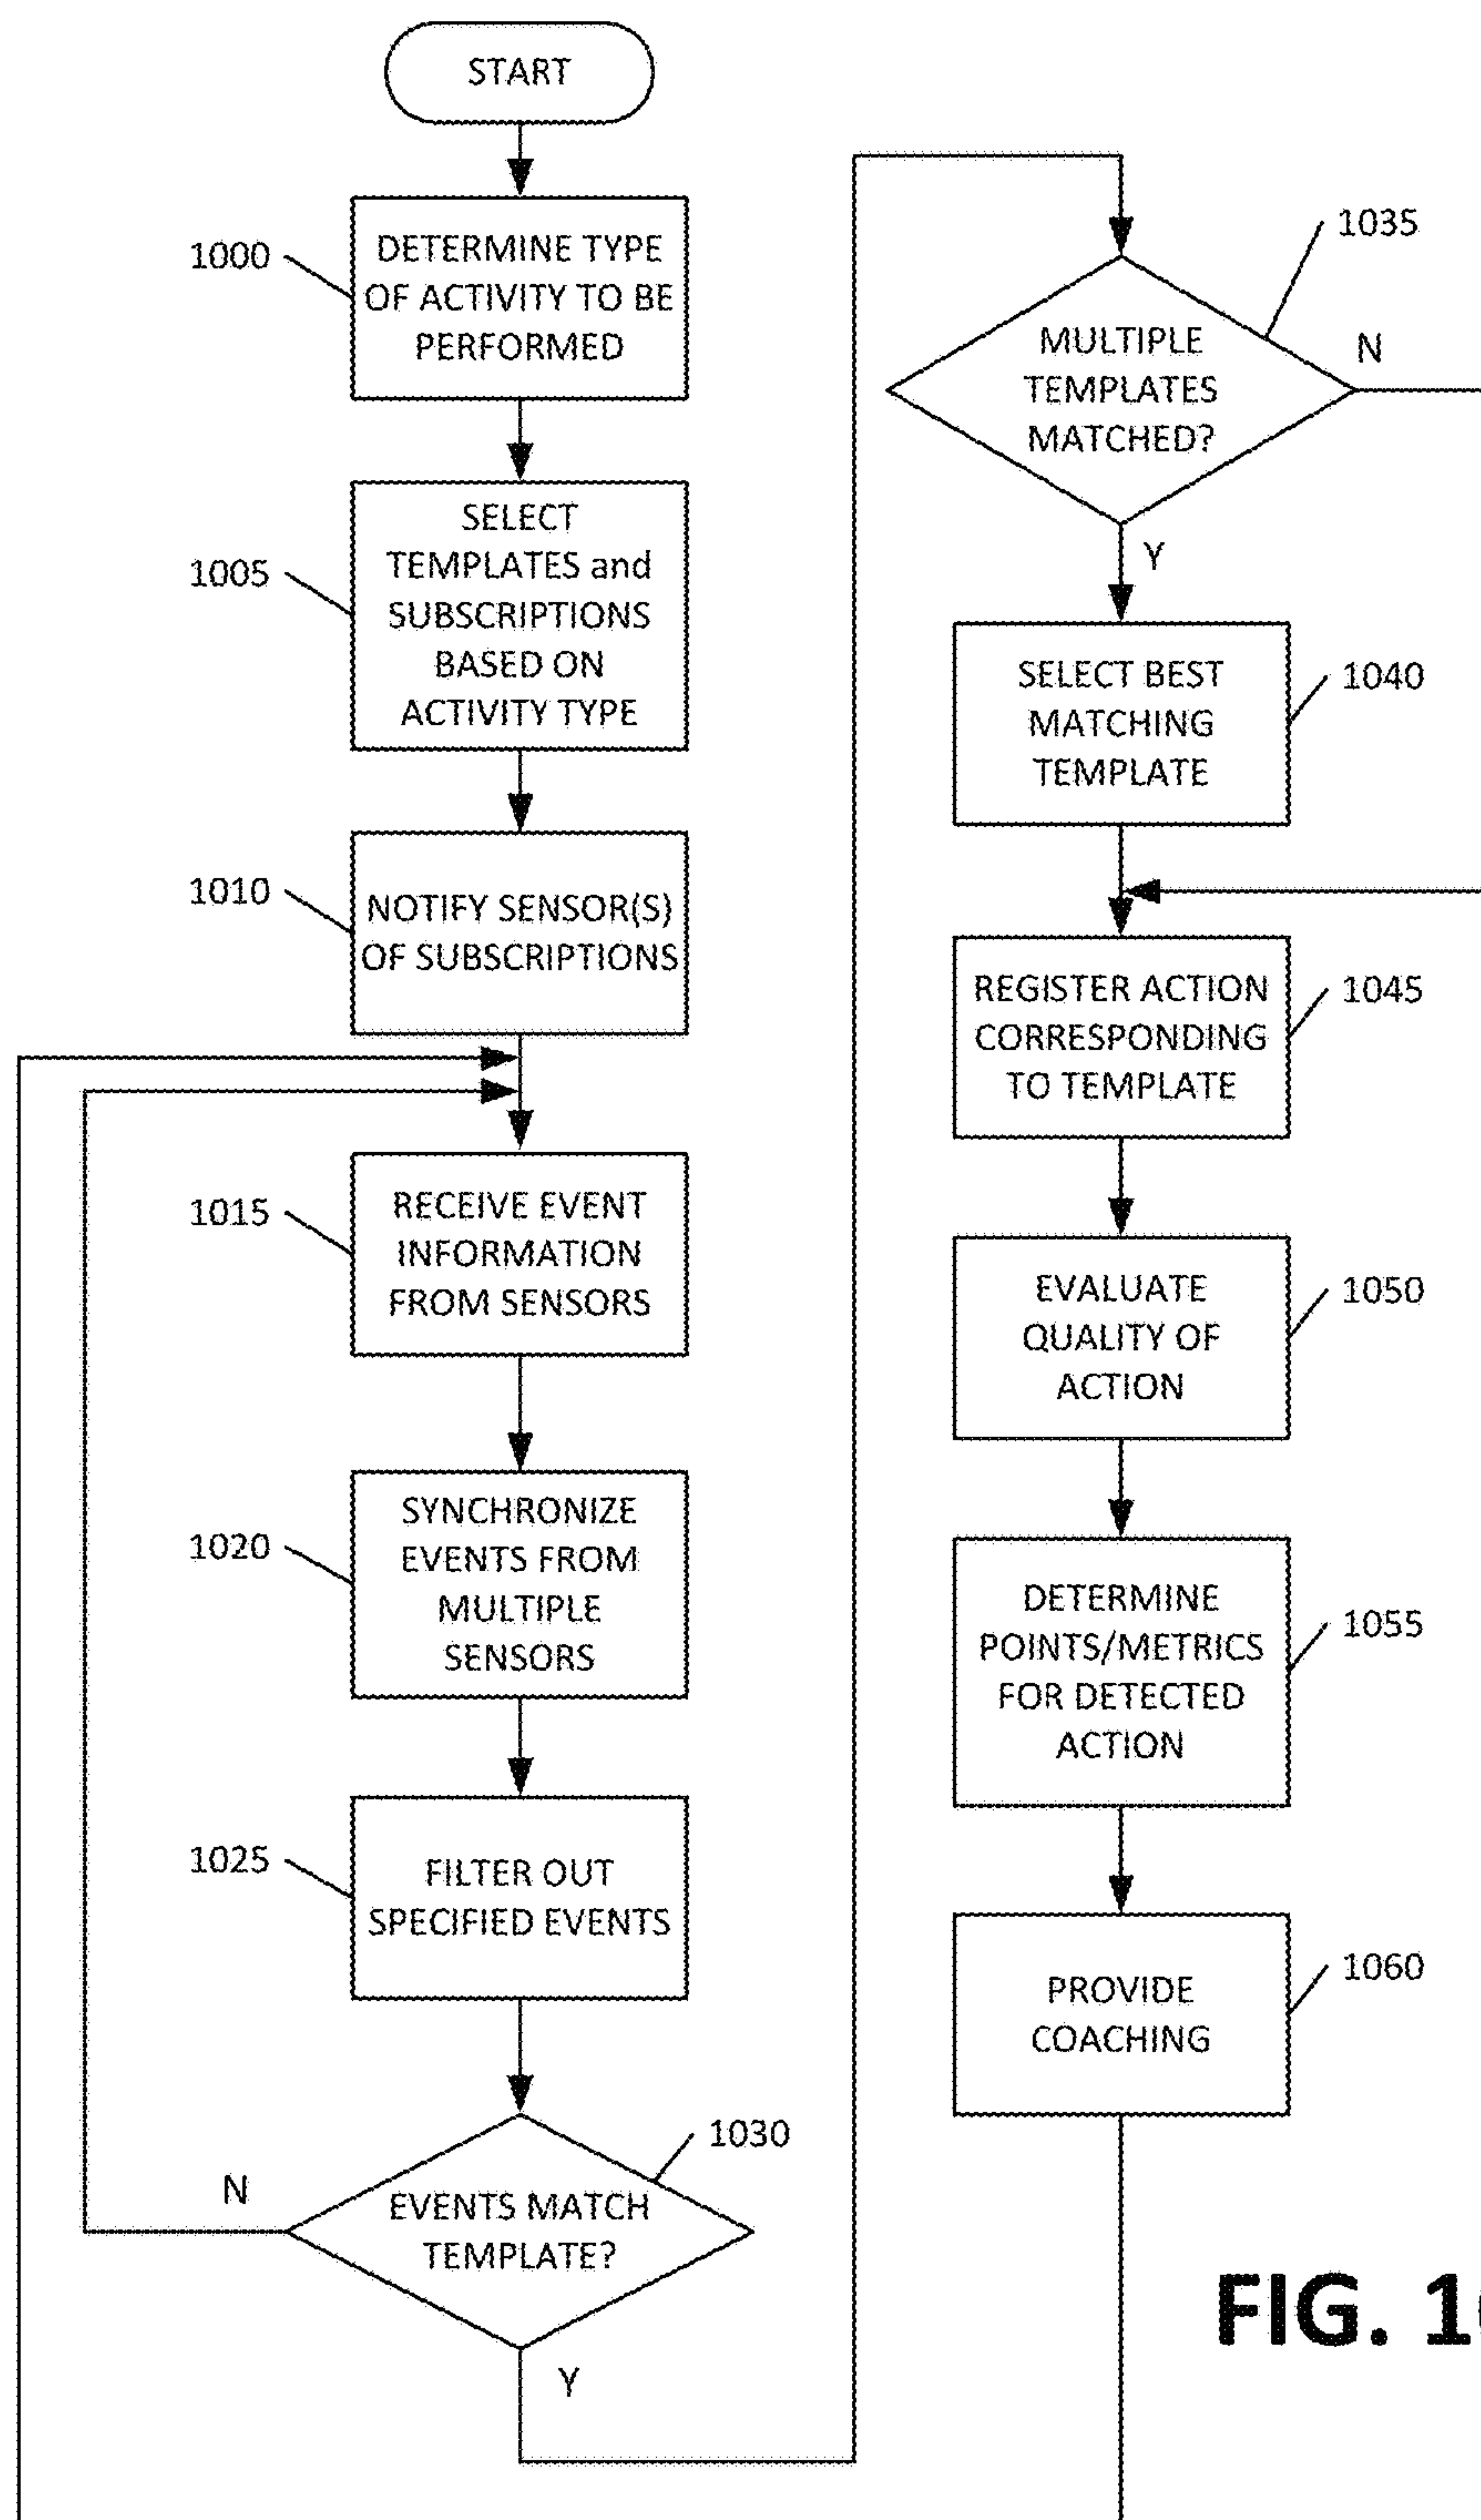 START
1000
DETERMINE TYPE
OF ACTIVITY TO BE
PERFORMED
1005
SELECT
TEMPLATES and
SUBSCRIPTIONS
BASED ON
ACTIVITY TYPE
1010
NOTIFY SENSOR(S)
OF SUBSCRIPTIONS
1015
RECEIVE EVENT
INFORMATION
FROM SENSORS
1020
SYNCHRONIZE
EVENTS FROM
MULTIPLE
SENSORS
1025
FILTER OUT
SPECIFIED EVENTS
1030
EVENTS MATCH
TEMPLATE?
N
Y
1035
MULTIPLE
TEMPLATES
MATCHED?
N
Y
1040
SELECT BEST
MATCHING
TEMPLATE
1045
REGISTER ACTION
CORRESPONDING
TO TEMPLATE
1050
EVALUATE
QUALITY OF
ACTION
1055
DETERMINE
POINTS/METRICS
FOR DETECTED
ACTION
1060
PROVIDE
COACHING
FIG.